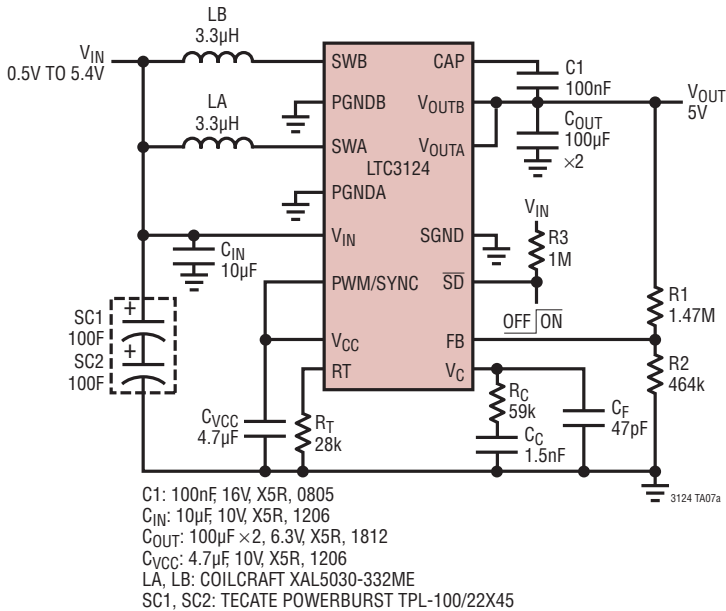 LB
3.3µH
VIN
0.5V TO 5.4V
LA
3.3µH
SWB
PGNDB
SWA
PGNDA
VIN
PWM/SYNC
VCC
RT
LTC3124
CAP
VOUTB
VOUTA
SGND
SD
FB
VC
C1
100nF
VOUT
5V
COUT
100µF
×2
VIN
R3
1M
OFF ON
R1
1.47M
R2
464k
CIN
10µF
SC1
100F
SC2
100F
+
+
CVCC
4.7µF
RT
28k
RC
59k
CC
1.5nF
CF
47pF
3124 TA07a
C1: 100nF, 16V, X5R, 0805
CIN: 10µF, 10V, X5R, 1206
COUT: 100µF ×2, 6.3V, X5R, 1812
CVCC: 4.7µF, 10V, X5R, 1206
LA, LB: COILCRAFT XAL5030-332ME
SC1, SC2: TECATE POWERBURST TPL-100/22X45